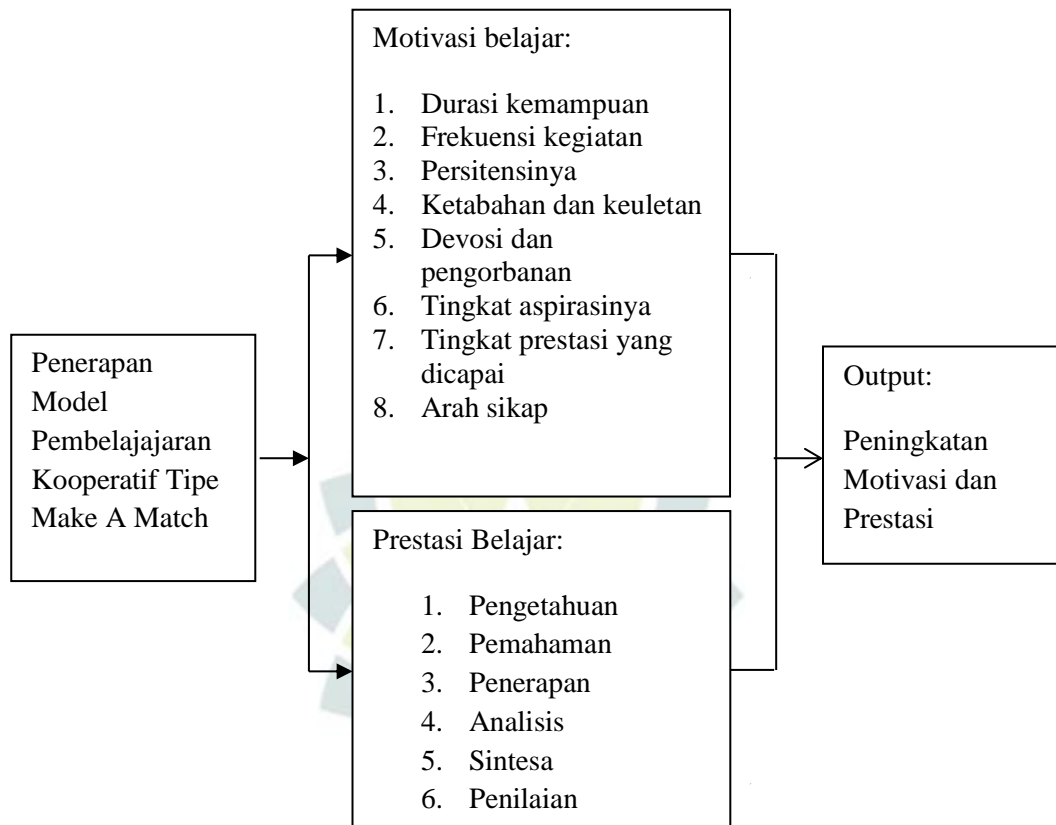 Penerapan
Model
Pembelajajaran
Kooperatif Tipe
Make A Match
Motivasi belajar:
1. Durasi kemampuan
2. Frekuensi kegiatan
3. Persitensinya
4. Ketabahan dan keuletan
5. Devosi dan
pengorbanan
6. Tingkat aspirasinya
7. Tingkat prestasi yang
dicapai
8. Arah sikap
Prestasi Belajar:
1. Pengetahuan
2. Pemahaman
3. Penerapan
4. Analisis
5. Sintesa
6. Penilaian
Output:
Peningkatan
Motivasi dan
Prestasi